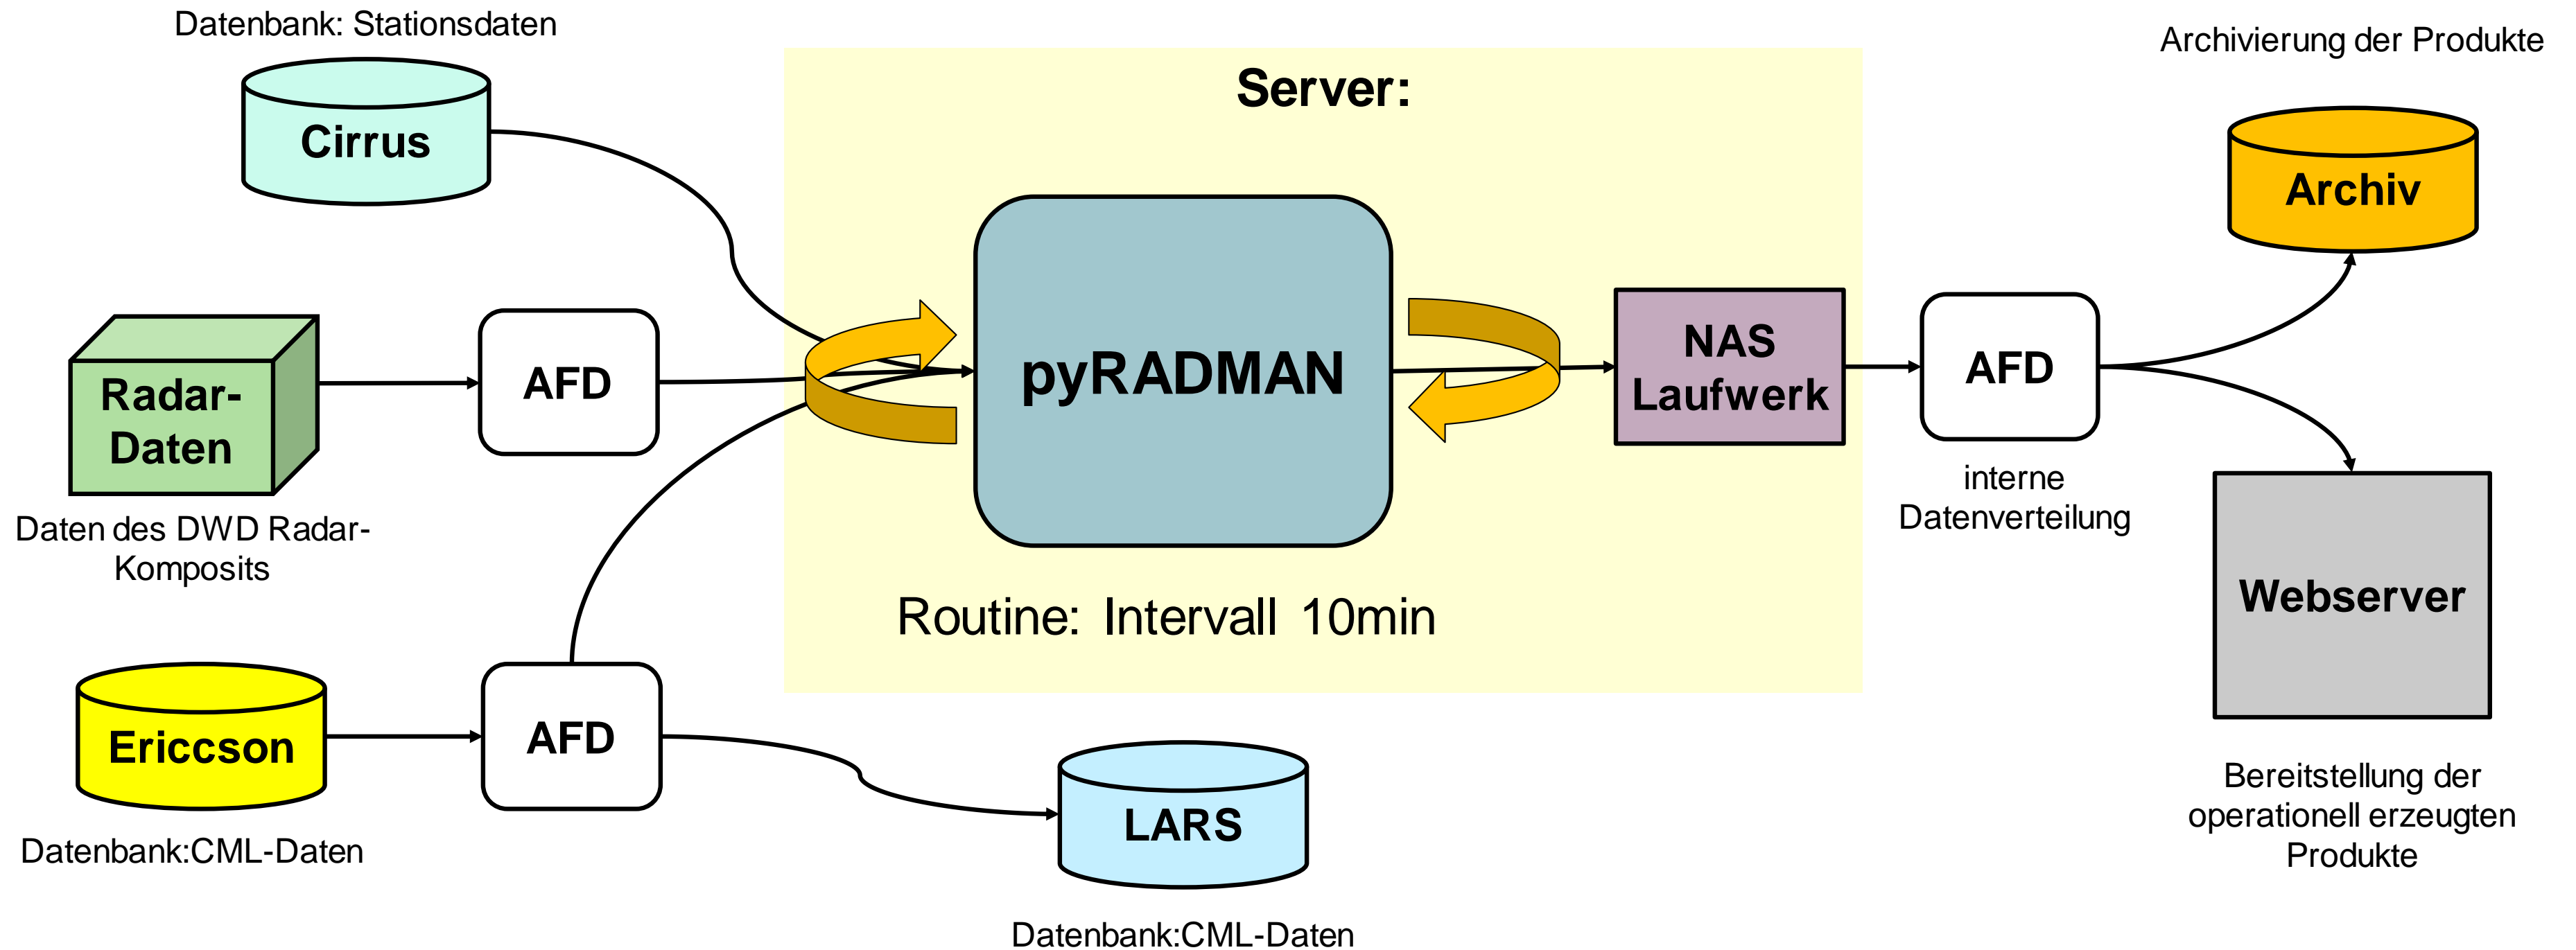 Datenbank: Stationsdaten
Cirrus
Radar-
Daten
Daten des DWD Radar-
Komposits
AFD
Ericcson
Datenbank:CML-Daten
AFD
Server:
pyRADMAN
Routine: Intervall 10min
NAS
Laufwerk
LARS
Datenbank:CML-Daten
AFD
interne
Datenverteilung
Archivierung der Produkte
Archiv
Webserver
Bereitstellung der
operationell erzeugten
Produkte